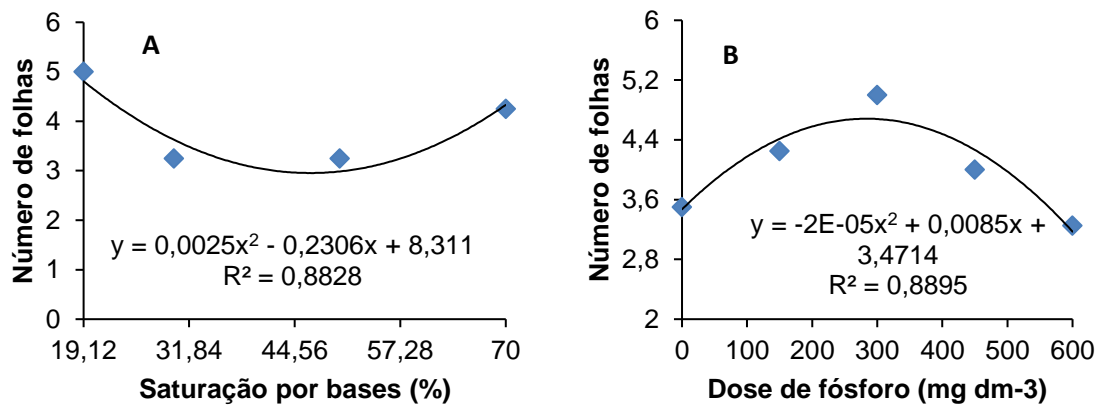 A
Número de folhas
6
5
4
3
2
1
0
y = 0,0025x² - 0,2306x + 8,311
R² = 0,8828
19,12 31,84 44,56 57,28 70
Saturação por bases (%)
B
Número de folhas
6
5,2
4,4
3,6
2,8
2
y = -2E-05x² + 0,0085x +
3,4714
R² = 0,8895
0 100 200 300 400 500 600
Dose de fósforo (mg dm-3)